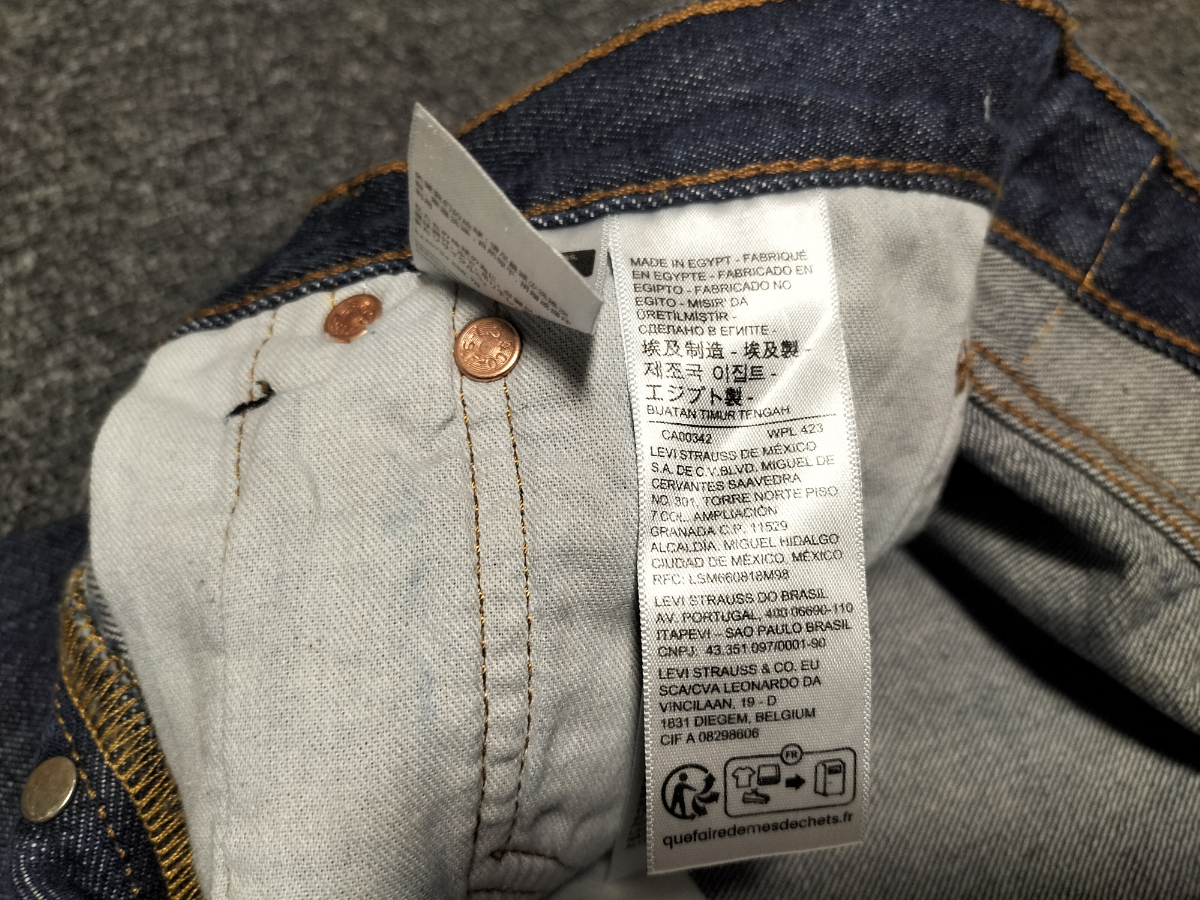 MADE IN EGYPT - FABRIQUÉ
EN EGYPTE - FABRICADO EN
EGIPTO - FABRICADO NO
EGITO - MISIR' DA
ÜRETİLMİŞTİR -
СДЕЛАНО В ЕГИПТЕ -
埃及制造 - 埃及製 -
제조국 이집트 -
エジプト製 -
BUATAN TIMUR TENGAH
CA00342 WPL 423
LEVI STRAUSS DE MÉXICO
S.A. DE C.V.BLVD. MIGUEL DE
CERVANTES SAAVEDRA
NO. 301, TORRE NORTE PISO
7 COL. AMPLIACIÓN
GRANADA C.P. 11529
ALCALDÍA. MIGUEL HIDALGO
CIUDAD DE MÉXICO, MÉXICO
RFC: LSM660818M98
LEVI STRAUSS DO BRASIL
AV. PORTUGAL, 400 06690-110
ITAPEVI – SAO PAULO BRASIL
CNPJ: 43.351.097/0001-90
LEVI STRAUSS & CO. EU
SCA/CVA LEONARDO DA
VINCILAAN, 19 - D
1831 DIEGEM, BELGIUM
CIF A 08298606
FR
quefairedemesdechets.fr